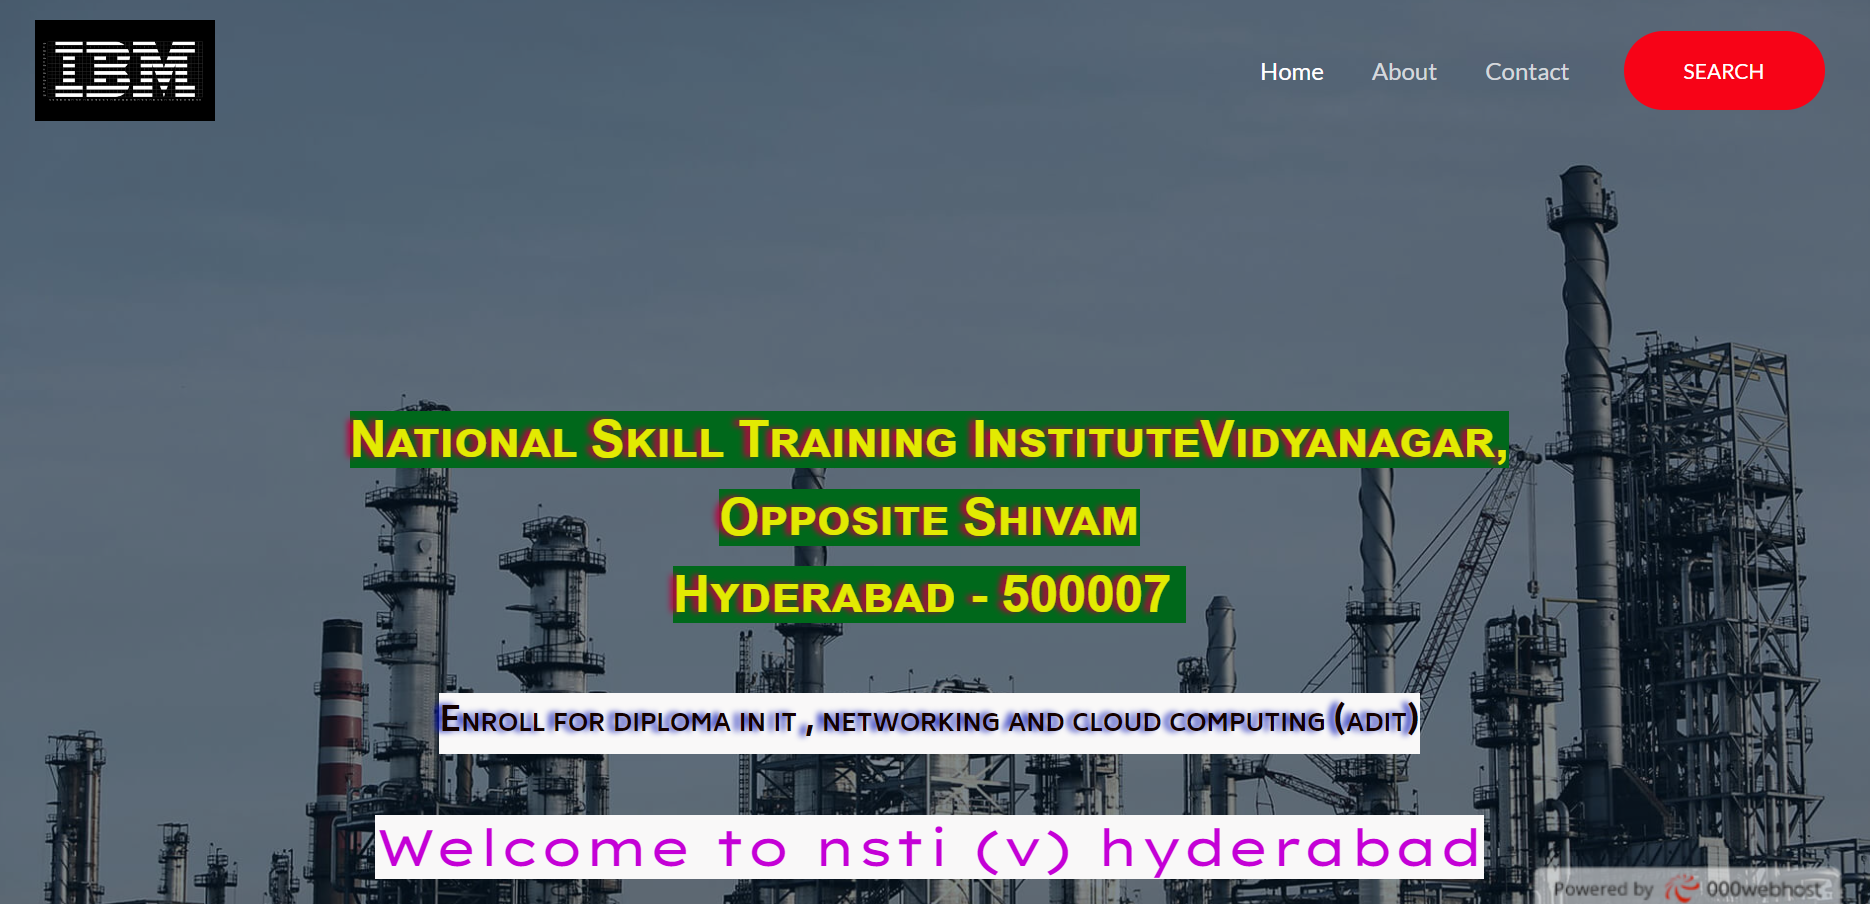 IBM
Home
About
Contact
SEARCH
National Skill Training InstituteVidyanagar,
Opposite Shivam
Hyderabad - 500007
Enroll for diploma in it , networking and cloud computing (adit)
Welcome to nsti (v) hyderabad
Powered by 000webhost